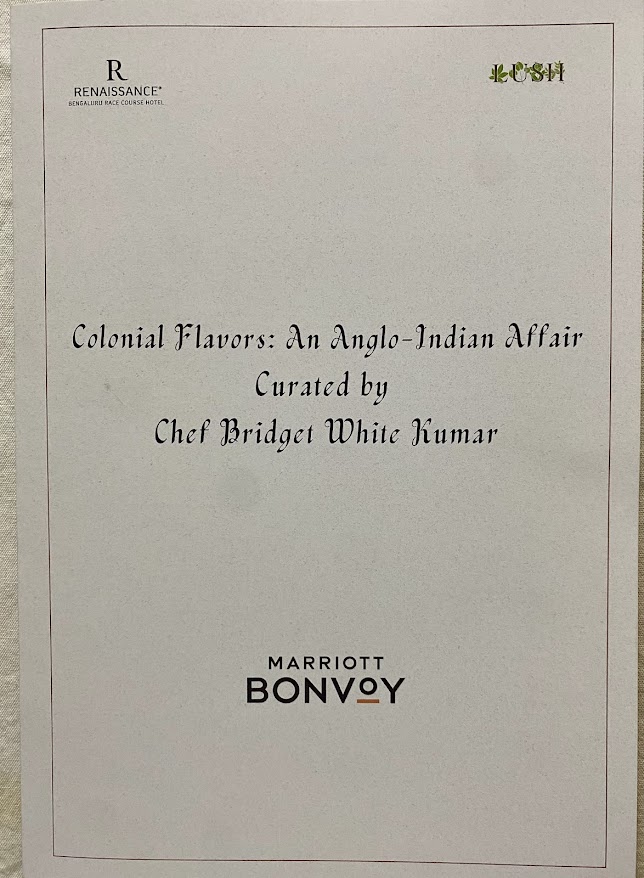 R
RENAISSANCE®
BENGALURU RACE COURSE HOTEL
LUSH
Colonial Flavors: An Anglo-Indian Affair
Curated by
Chef Bridget White Kumar
MARRIOTT
BONVOY